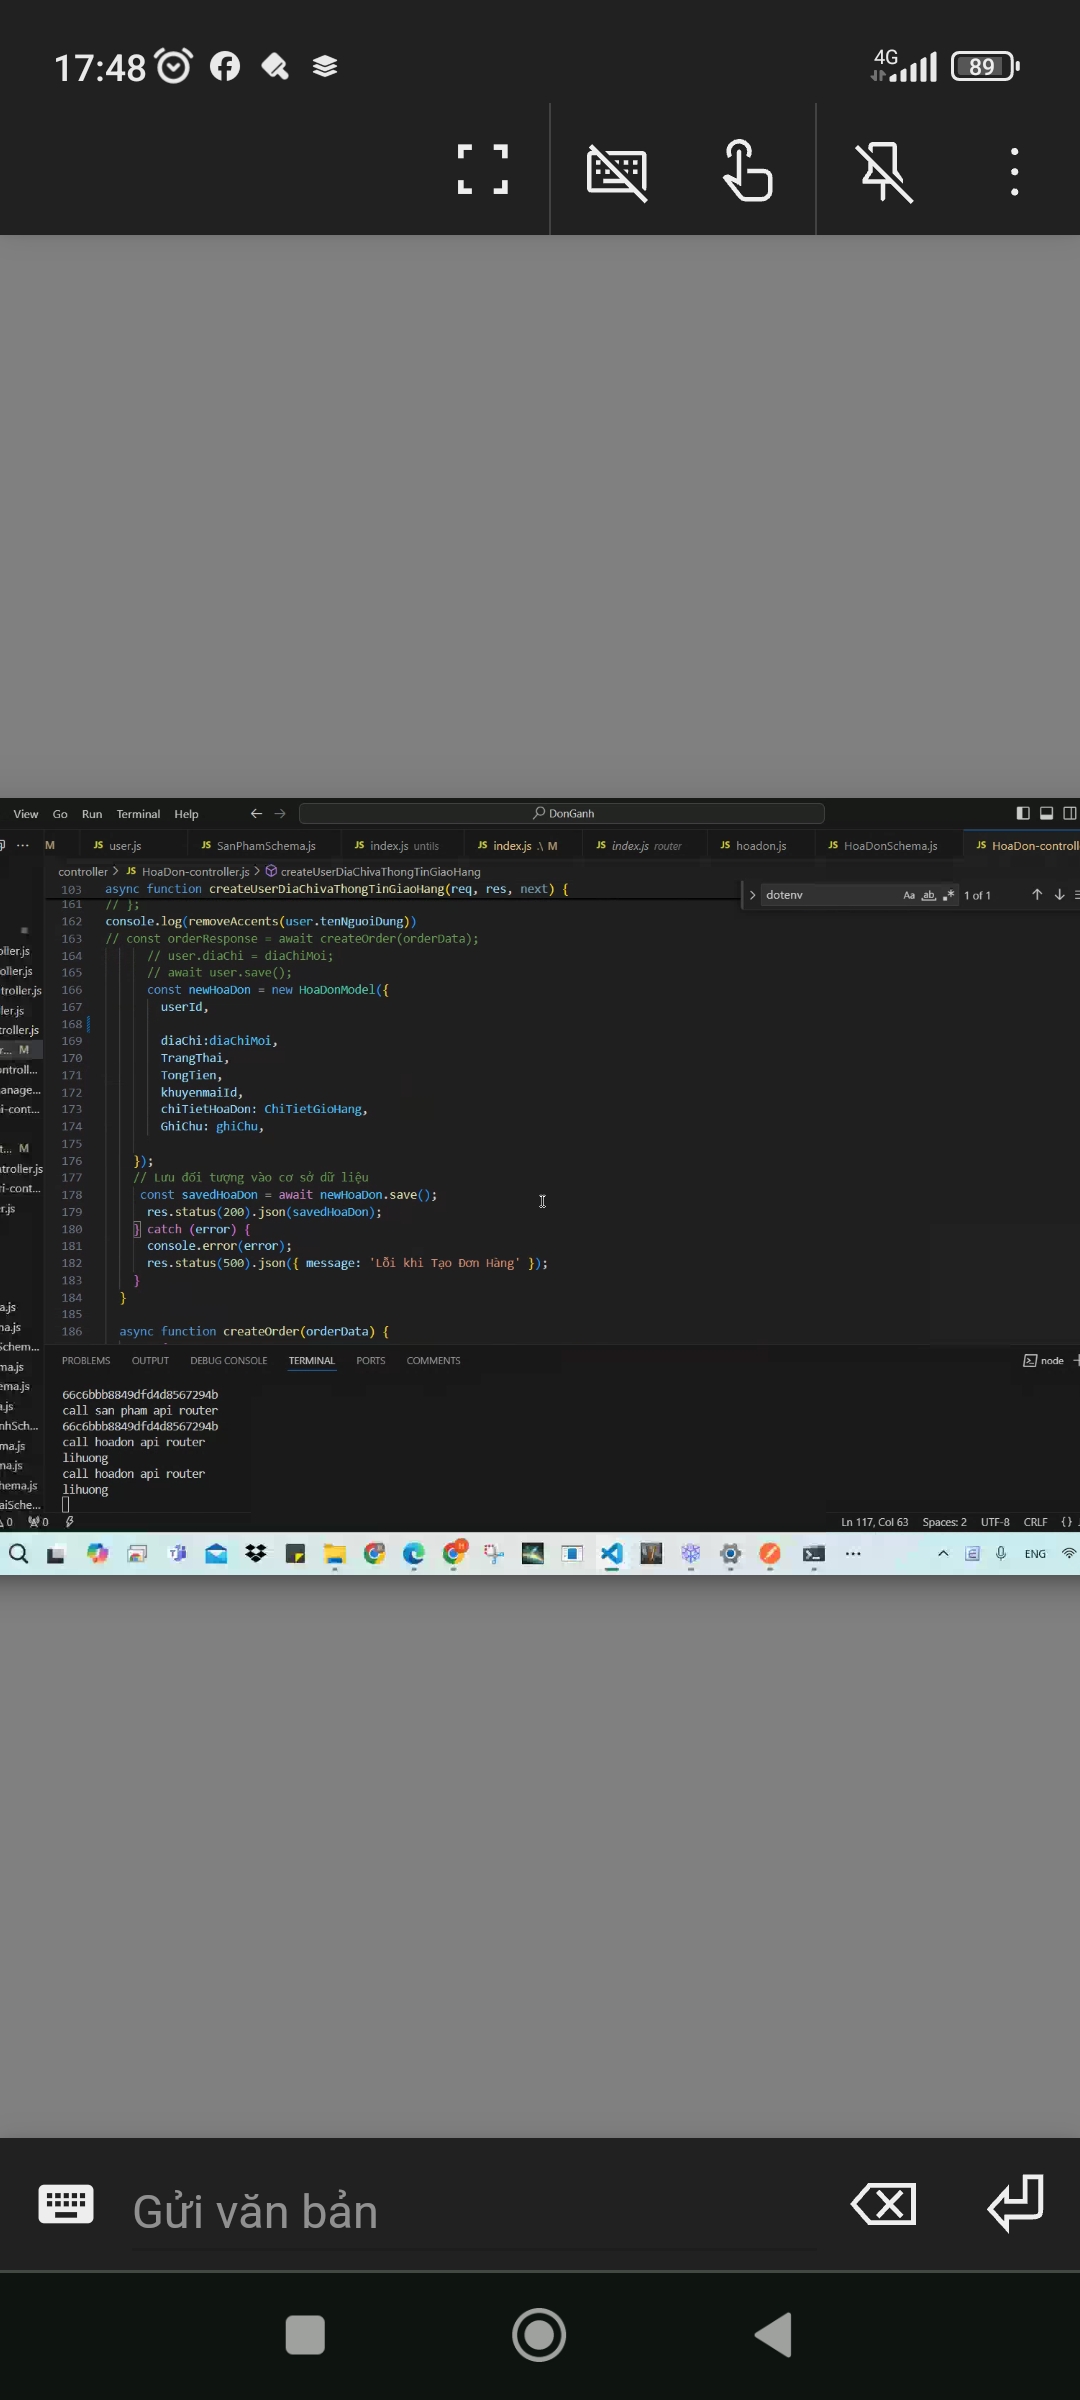 17:48
4G
89
View Go Run Terminal Help
DonGanh
M JS user.js JS SanPhamSchema.js JS index.js untils JS index.js .\ M JS index.js router JS hoadon.js JS HoaDonSchema.js JS HoaDon-controll
controller > JS HoaDon-controller.js > createUserDiaChivaThongTinGiaoHang
103 async function createUserDiaChivaThongTinGiaoHang(req, res, next) {
dotenv Aa ab 1 of 1
161 // };
162 console.log(removeAccents(user.tenNguoiDung))
163 // const orderResponse = await createOrder(orderData);
164 // user.diaChi = diaChiMoi;
165 // await user.save();
166 const newHoaDon = new HoaDonModel({
167 userId,
168
169 diaChi:diaChiMoi,
170 TrangThai,
171 TongTien,
172 khuyenmaiId,
173 chiTietHoaDon: ChiTietGioHang,
174 GhiChu: ghiChu,
175
176 });
177 // Lưu đối tượng vào cơ sở dữ liệu
178 const savedHoaDon = await newHoaDon.save();
179 res.status(200).json(savedHoaDon);
180 } catch (error) {
181 console.error(error);
182 res.status(500).json({ message: 'Lỗi khi Tạo Đơn Hàng' });
183 }
184 }
185
186 async function createOrder(orderData) {
oller.js
oller.js
troller.js
ler.js
troller.js
r... M
ontroll...
anage...
i-cont...
t... M
troller.js
ri-cont...
r.js
a.js
ma.js
Schem...
ma.js
ema.js
a.js
nhSch...
ma.js
ma.js
hema.js
aiSche...
PROBLEMS OUTPUT DEBUG CONSOLE TERMINAL PORTS COMMENTS
node
66c6bbb8849dfd4d8567294b
call san pham api router
66c6bbb8849dfd4d8567294b
call hoadon api router
lihuong
call hoadon api router
lihuong
0 0 Ln 117, Col 63 Spaces: 2 UTF-8 CRLF {}
ENG
Gửi văn bản